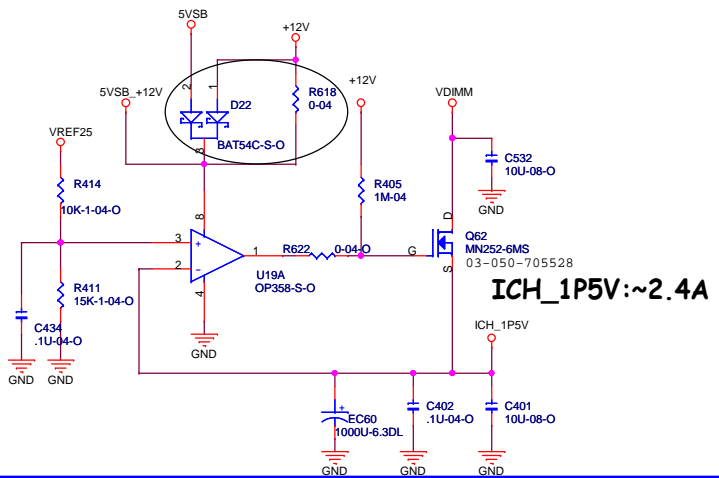 5VSB
+12V
5VSB_+12V
+12V
VDIMM
2
1
D22
R618
0-04
VREF25
BAT54C-S-O
3
C532
10U-08-O
R414
10K-1-04-O
R405
1M-04
GND
8
D
Q62
MN252-6MS
03-050-705528
3
+
1
R622
0-04-O
G
2
-
U19A
OP358-S-O
S
ICH_1P5V:~2.4A
R411
15K-1-04-O
4
C434
.1U-04-O
ICH_1P5V
GND
GND
GND
+
EC60
1000U-6.3DL
C402
.1U-04-O
C401
10U-08-O
GND
GND
GND